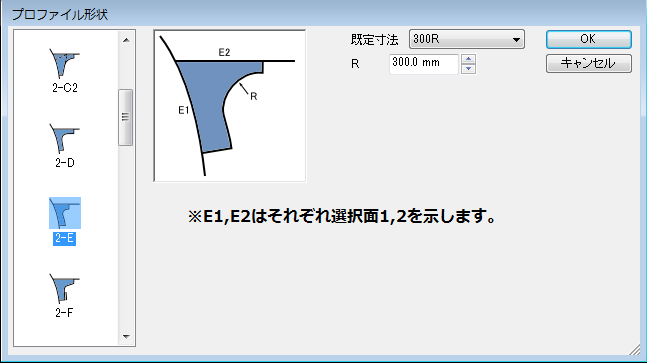 プロファイル形状
2-C2
2-D
2-E
2-F
E2
E1
R
既定寸法 300R
R 300.0 mm
OK
キャンセル
※E1,E2はそれぞれ選択面1,2を示します。